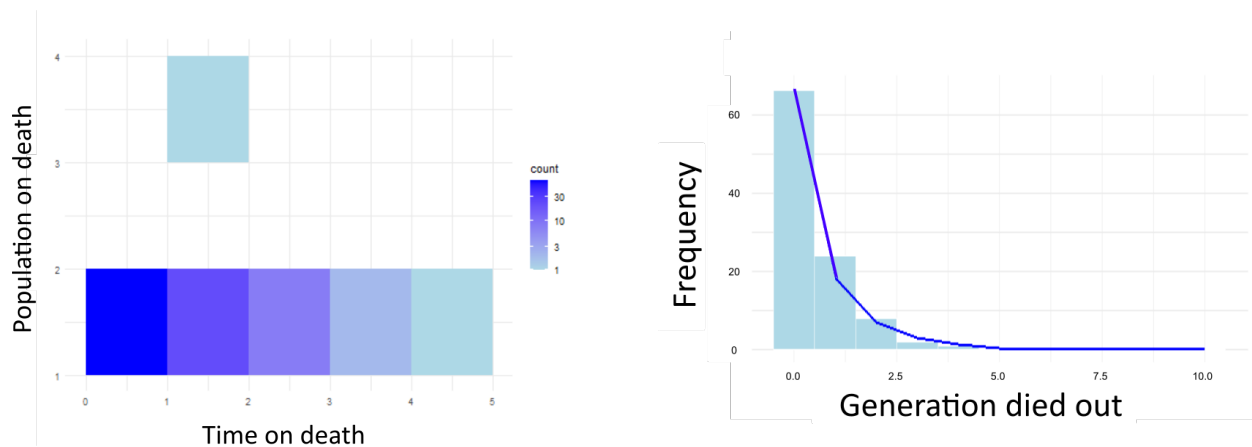 Population on death
4
3
2
1
0 1 2 3 4 5
Time on death
count
30
10
3
1
Frequency
60
40
20
0
0.0 2.5 5.0 7.5 10.0
Generation died out